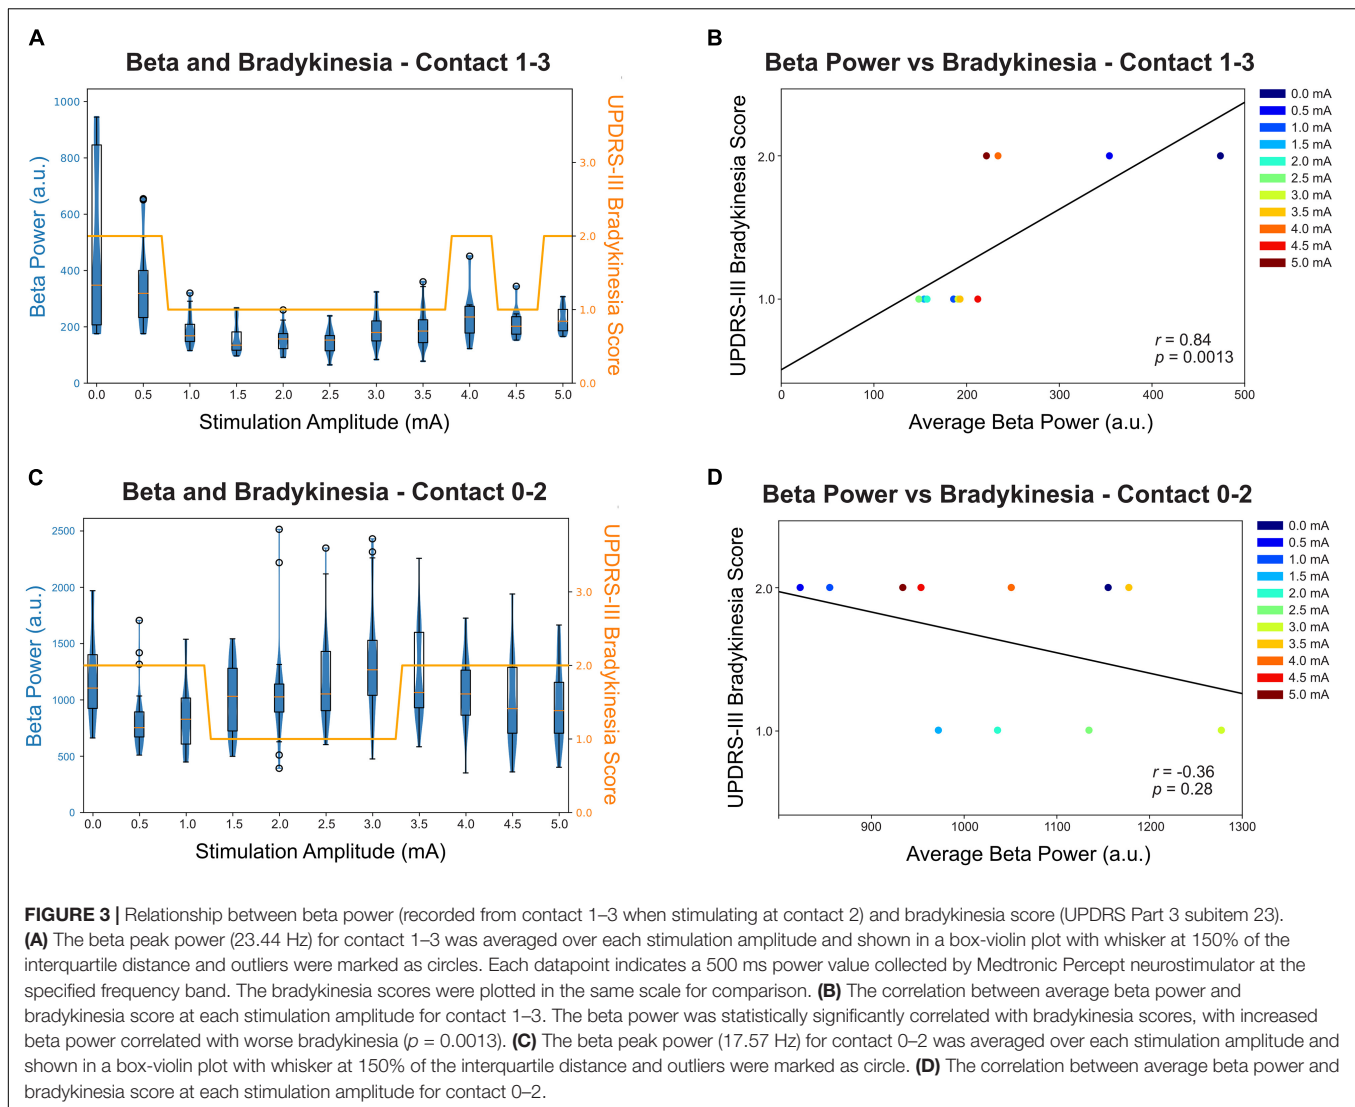 A
Beta and Bradykinesia - Contact 1-3
1000
800
600
400
200
0
Beta Power (a.u.)
3.0
2.0
1.0
0.0
UPDRS-III Bradykinesia Score
0.0 0.5 1.0 1.5 2.0 2.5 3.0 3.5 4.0 4.5 5.0
Stimulation Amplitude (mA)
B
Beta Power vs Bradykinesia - Contact 1-3
UPDRS-III Bradykinesia Score
2.0
1.0
0 100 200 300 400 500
Average Beta Power (a.u.)
r = 0.84
p = 0.0013
0.0 mA
0.5 mA
1.0 mA
1.5 mA
2.0 mA
2.5 mA
3.0 mA
3.5 mA
4.0 mA
4.5 mA
5.0 mA
C
Beta and Bradykinesia - Contact 0-2
2500
2000
1500
1000
500
0
Beta Power (a.u.)
3.0
2.0
1.0
0.0
UPDRS-III Bradykinesia Score
0.0 0.5 1.0 1.5 2.0 2.5 3.0 3.5 4.0 4.5 5.0
Stimulation Amplitude (mA)
D
Beta Power vs Bradykinesia - Contact 0-2
UPDRS-III Bradykinesia Score
2.0
1.0
900 1000 1100 1200 1300
Average Beta Power (a.u.)
r = -0.36
p = 0.28
0.0 mA
0.5 mA
1.0 mA
1.5 mA
2.0 mA
2.5 mA
3.0 mA
3.5 mA
4.0 mA
4.5 mA
5.0 mA
FIGURE 3 | Relationship between beta power (recorded from contact 1–3 when stimulating at contact 2) and bradykinesia score (UPDRS Part 3 subitem 23).
(A) The beta peak power (23.44 Hz) for contact 1–3 was averaged over each stimulation amplitude and shown in a box-violin plot with whisker at 150% of the
interquartile distance and outliers were marked as circles. Each datapoint indicates a 500 ms power value collected by Medtronic Percept neurostimulator at the
specified frequency band. The bradykinesia scores were plotted in the same scale for comparison. (B) The correlation between average beta power and
bradykinesia score at each stimulation amplitude for contact 1–3. The beta power was statistically significantly correlated with bradykinesia scores, with increased
beta power correlated with worse bradykinesia (p = 0.0013). (C) The beta peak power (17.57 Hz) for contact 0–2 was averaged over each stimulation amplitude and
shown in a box-violin plot with whisker at 150% of the interquartile distance and outliers were marked as circle. (D) The correlation between average beta power and
bradykinesia score at each stimulation amplitude for contact 0–2.